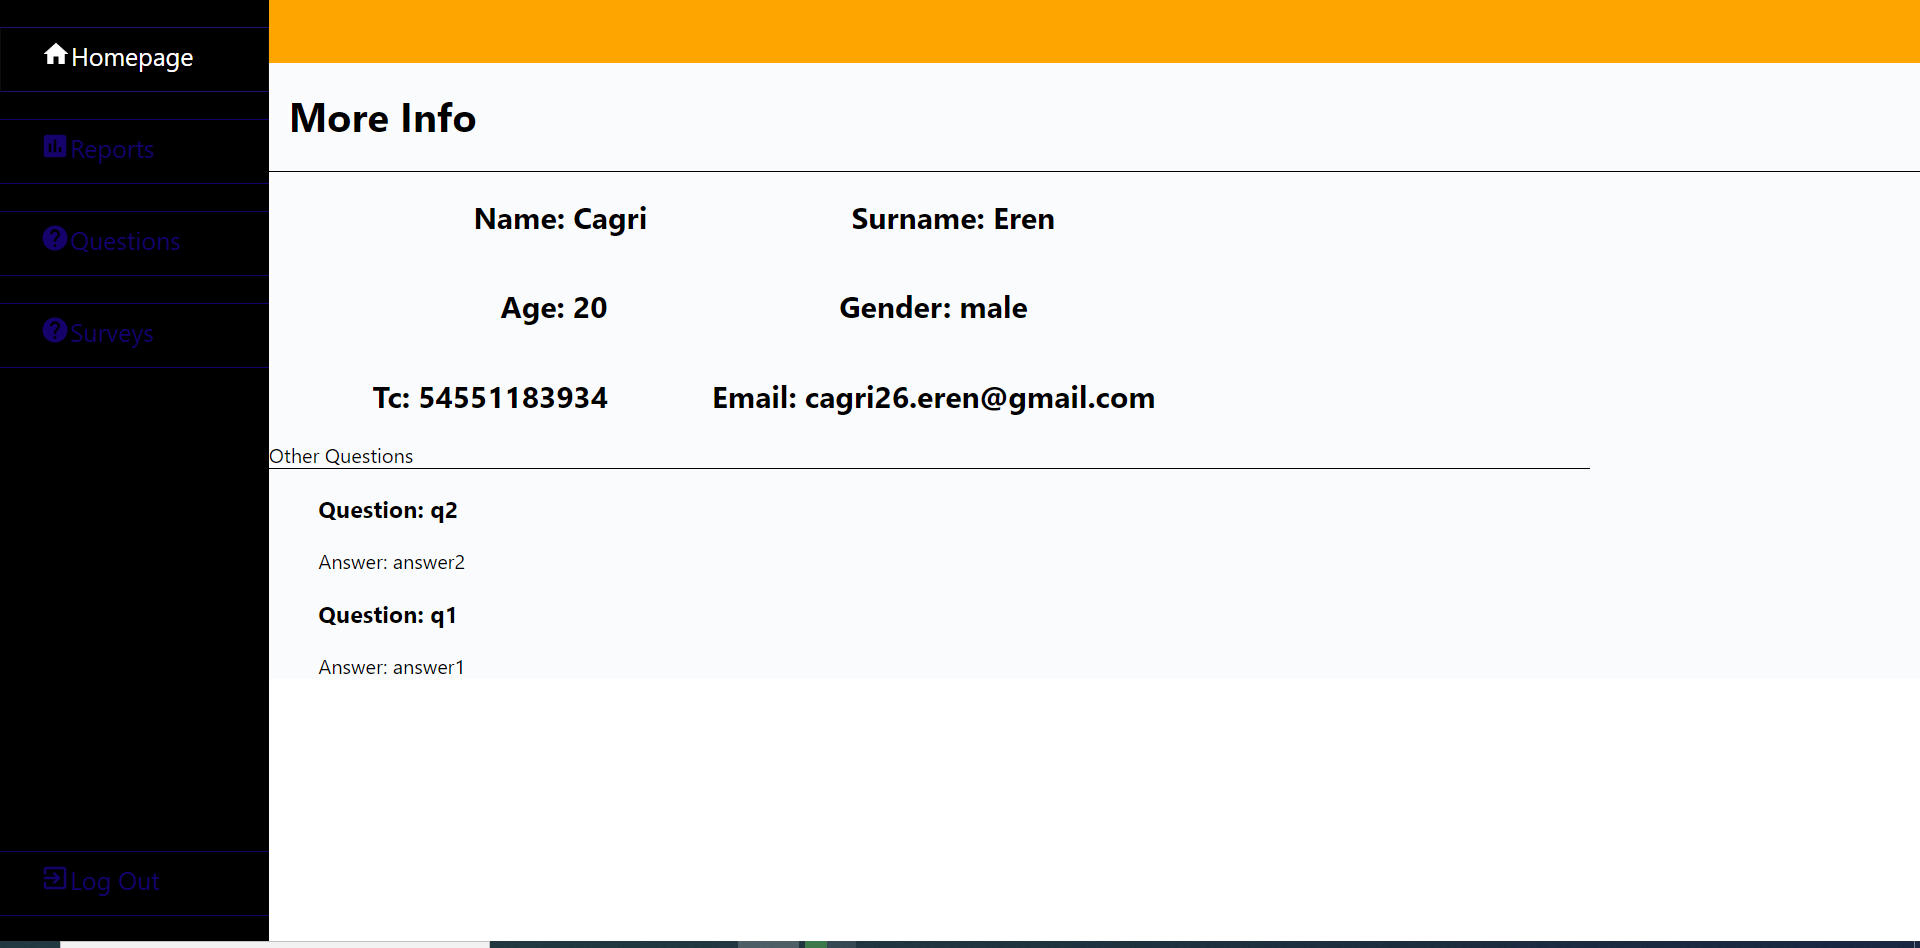 Homepage
Reports
Questions
Surveys
Log Out
More Info
Name: Cagri Surname: Eren
Age: 20 Gender: male
Tc: 54551183934 Email: cagri26.eren@gmail.com
Other Questions
Question: q2
Answer: answer2
Question: q1
Answer: answer1